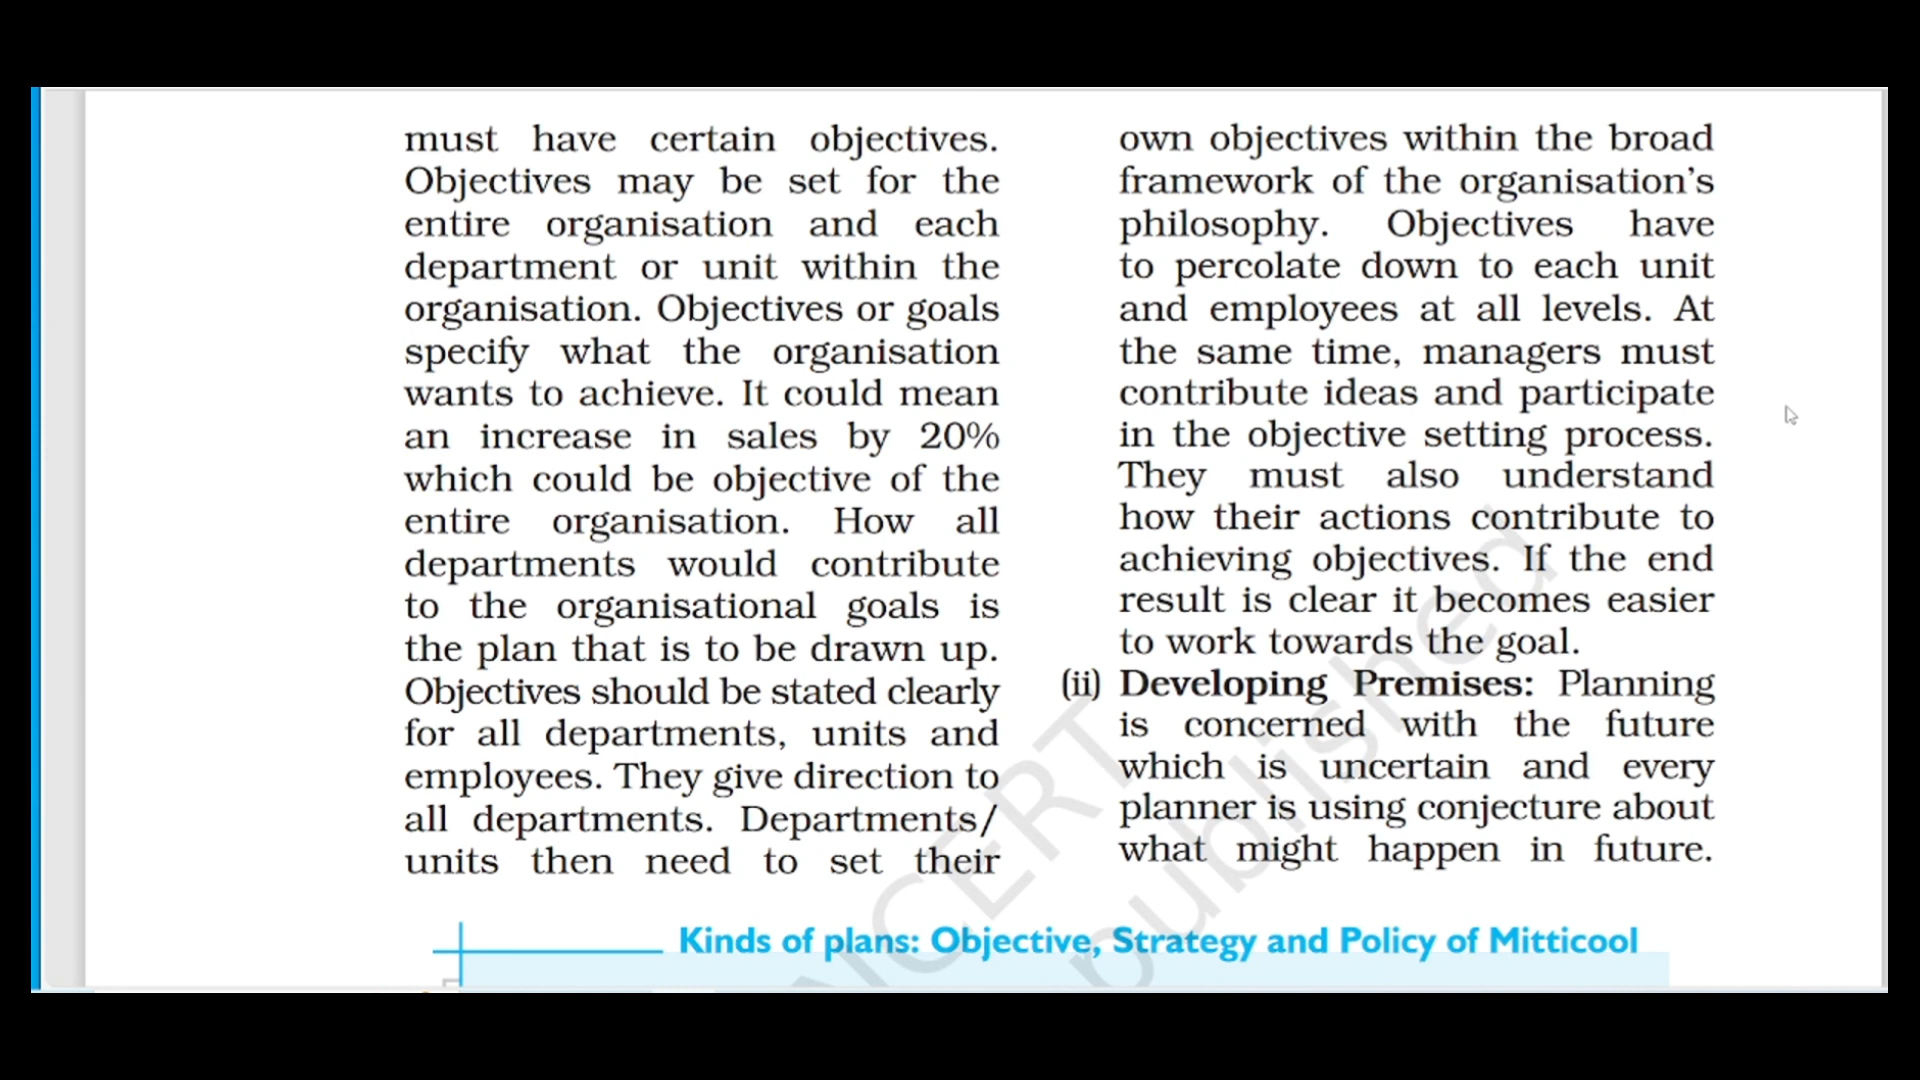 must have certain objectives.
Objectives may be set for the
entire organisation and each
department or unit within the
organisation. Objectives or goals
specify what the organisation
wants to achieve. It could mean
an increase in sales by 20%
which could be objective of the
entire organisation. How all
departments would contribute
to the organisational goals is
the plan that is to be drawn up.
Objectives should be stated clearly
for all departments, units and
employees. They give direction to
all departments. Departments/
units then need to set their
own objectives within the broad
framework of the organisation’s
philosophy. Objectives have
to percolate down to each unit
and employees at all levels. At
the same time, managers must
contribute ideas and participate
in the objective setting process.
They must also understand
how their actions contribute to
achieving objectives. If the end
result is clear it becomes easier
to work towards the goal.
(ii) Developing Premises: Planning
is concerned with the future
which is uncertain and every
planner is using conjecture about
what might happen in future.
Kinds of plans: Objective, Strategy and Policy of Mitticool
NCERT
published